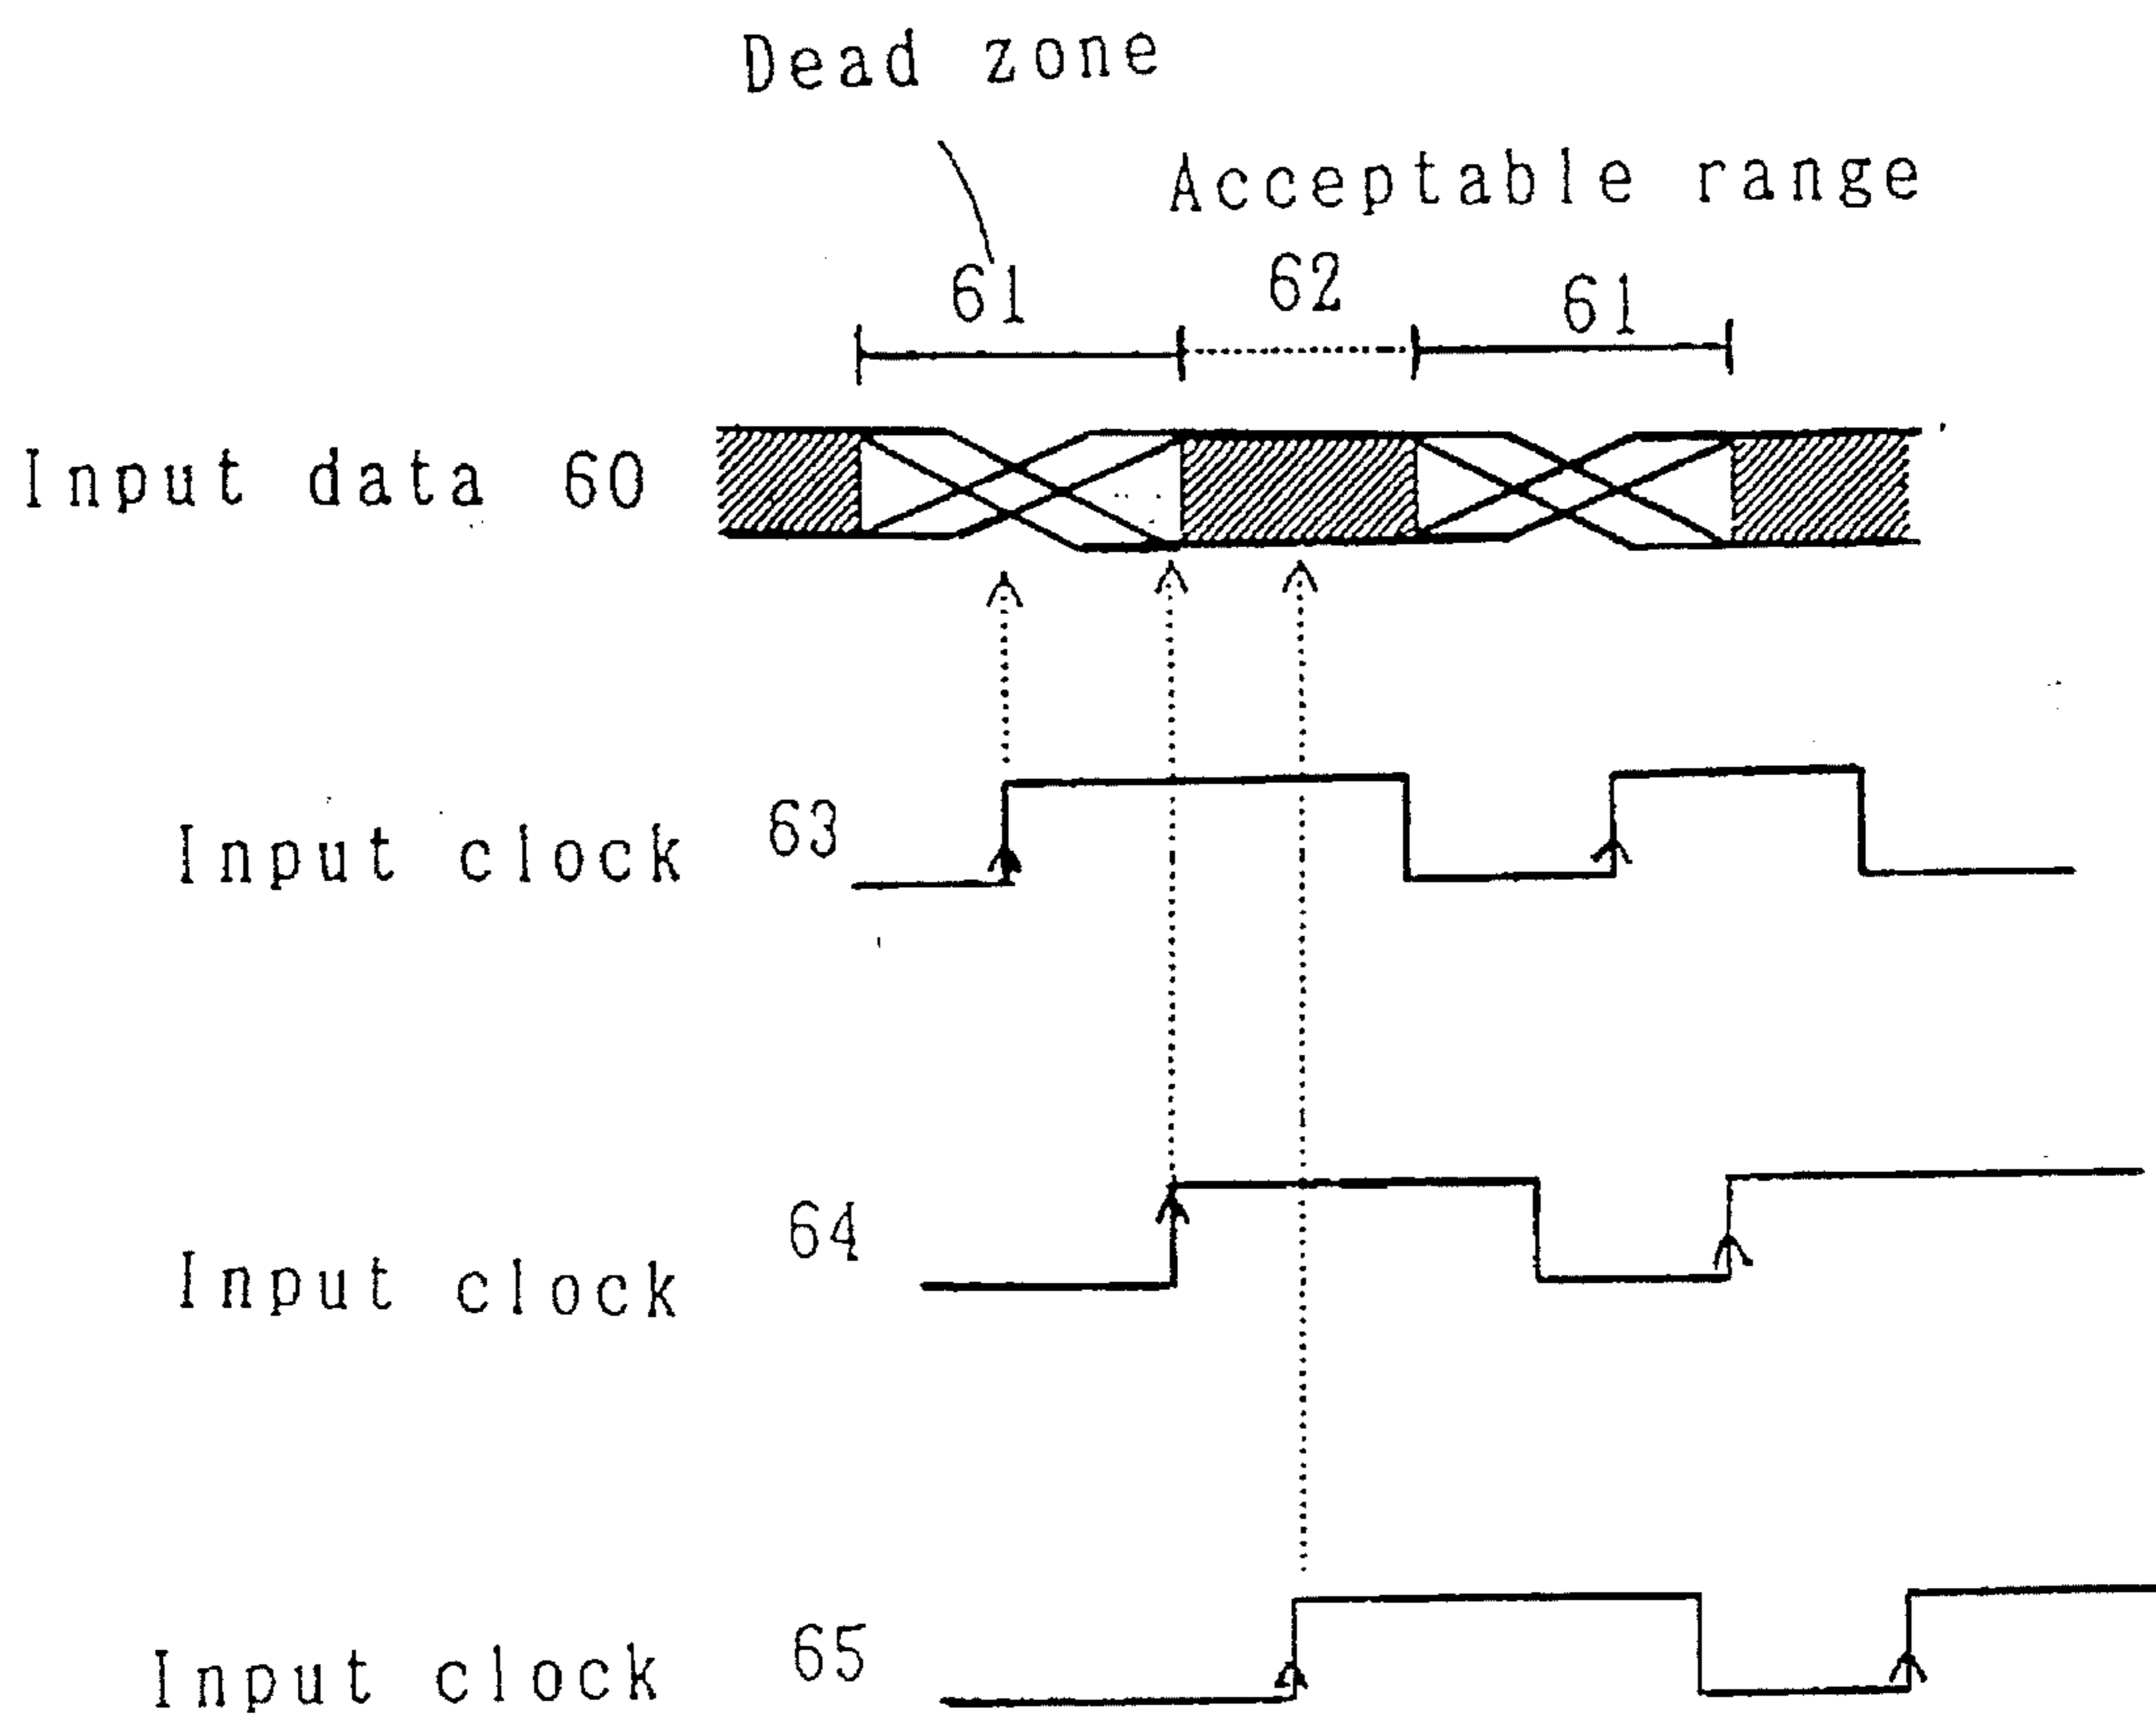 Dead zone
Acceptable range
61
62
61
Input data 60
Input clock 63
Input clock 64
Input clock 65